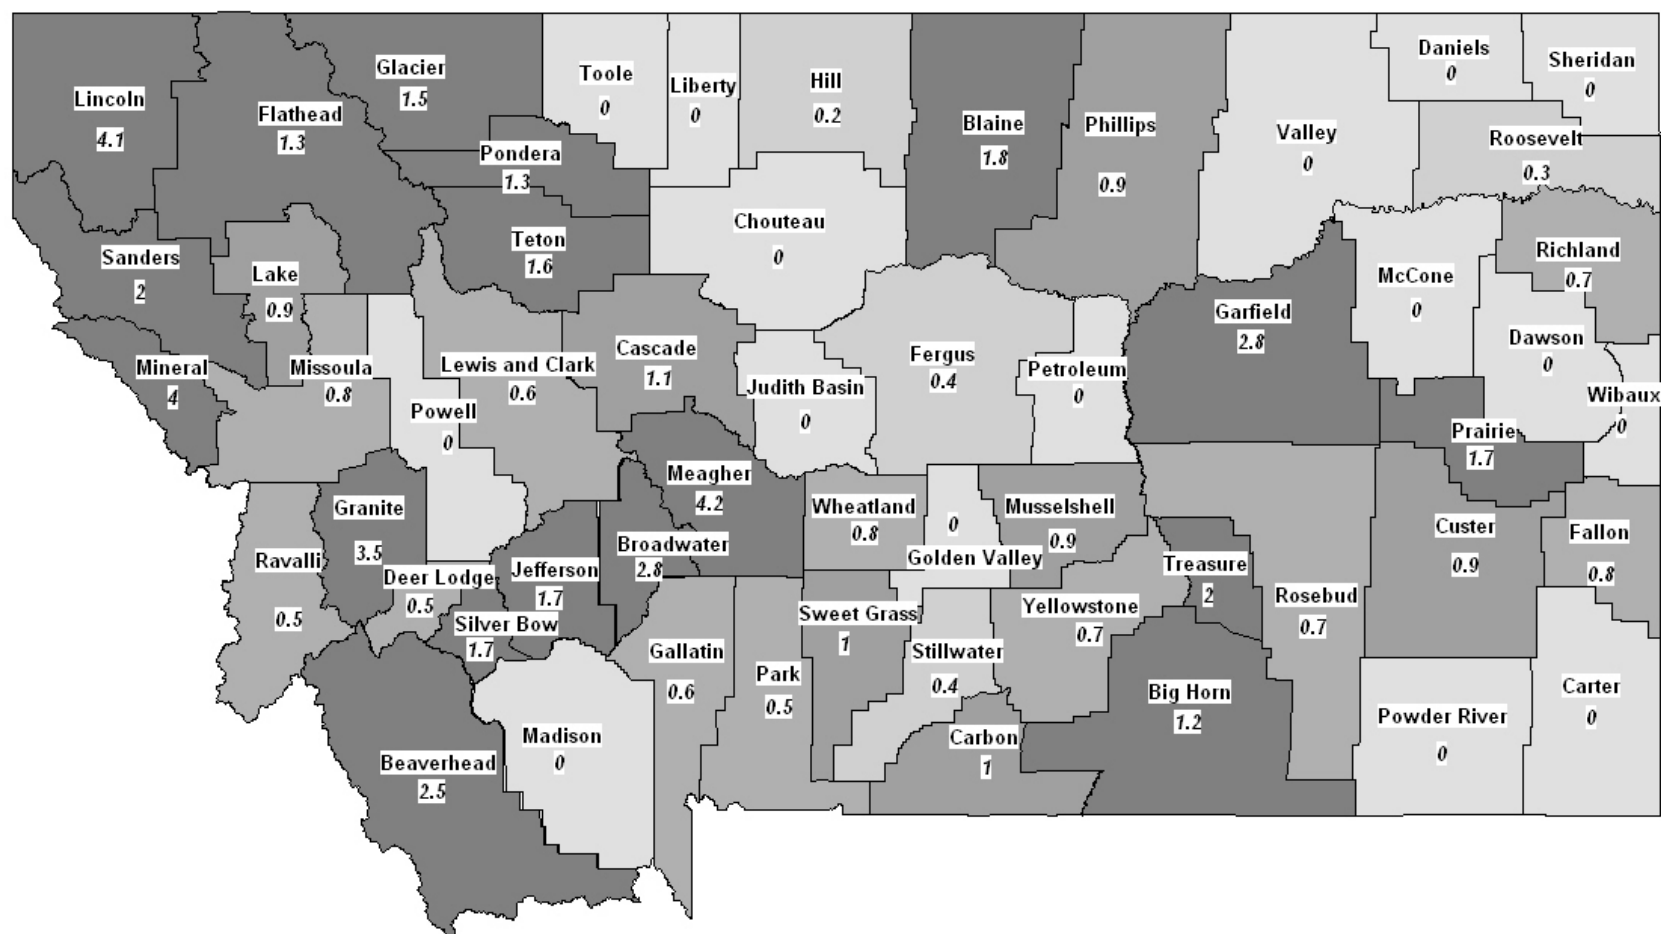 Lincoln
4.1
Flathead
1.3
Glacier
1.5
Toole
0
Liberty
0
Hill
0.2
Blaine
1.8
Phillips
0.9
Valley
0
Daniels
0
Sheridan
0
Roosevelt
0.3
Pondera
1.3
Teton
1.6
Chouteau
0
Sanders
2
Lake
0.9
McCone
0
Richland
0.7
Garfield
2.8
Dawson
0
Mineral
4
Missoula
0.8
Lewis and Clark
0.6
Powell
0
Cascade
1.1
Judith Basin
0
Fergus
0.4
Petroleum
0
Wibaux
0
Prairie
1.7
Meagher
4.2
Granite
3.5
Wheatland
0.8
0
Golden Valley
Musselshell
0.9
Custer
0.9
Fallon
0.8
Ravalli
0.5
Deer Lodge
0.5
Jefferson
1.7
Broadwater
2.8
Silver Bow
1.7
Sweet Grass
1
Yellowstone
0.7
Treasure
2
Rosebud
0.7
Gallatin
0.6
Park
0.5
Stillwater
0.4
Carbon
1
Big Horn
1.2
Powder River
0
Carter
0
Beaverhead
2.5
Madison
0